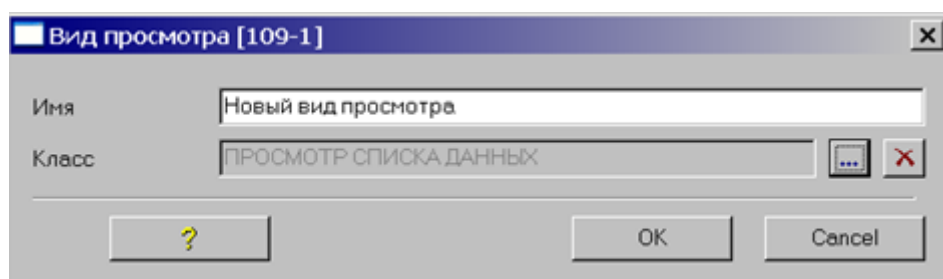 Вид просмотра [109-1]
Имя Новый вид просмотра
Класс ПРОСМОТР СПИСКА ДАННЫХ ...
? OK Cancel